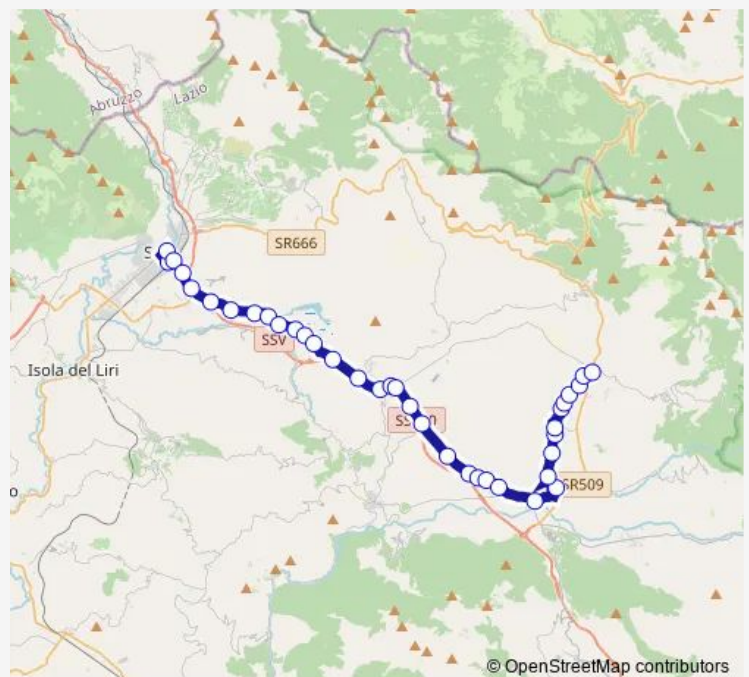 Abruzzo
Lazio
SR666
S
SSV
Isola del Liri
SR509
© OpenStreetMap contributors